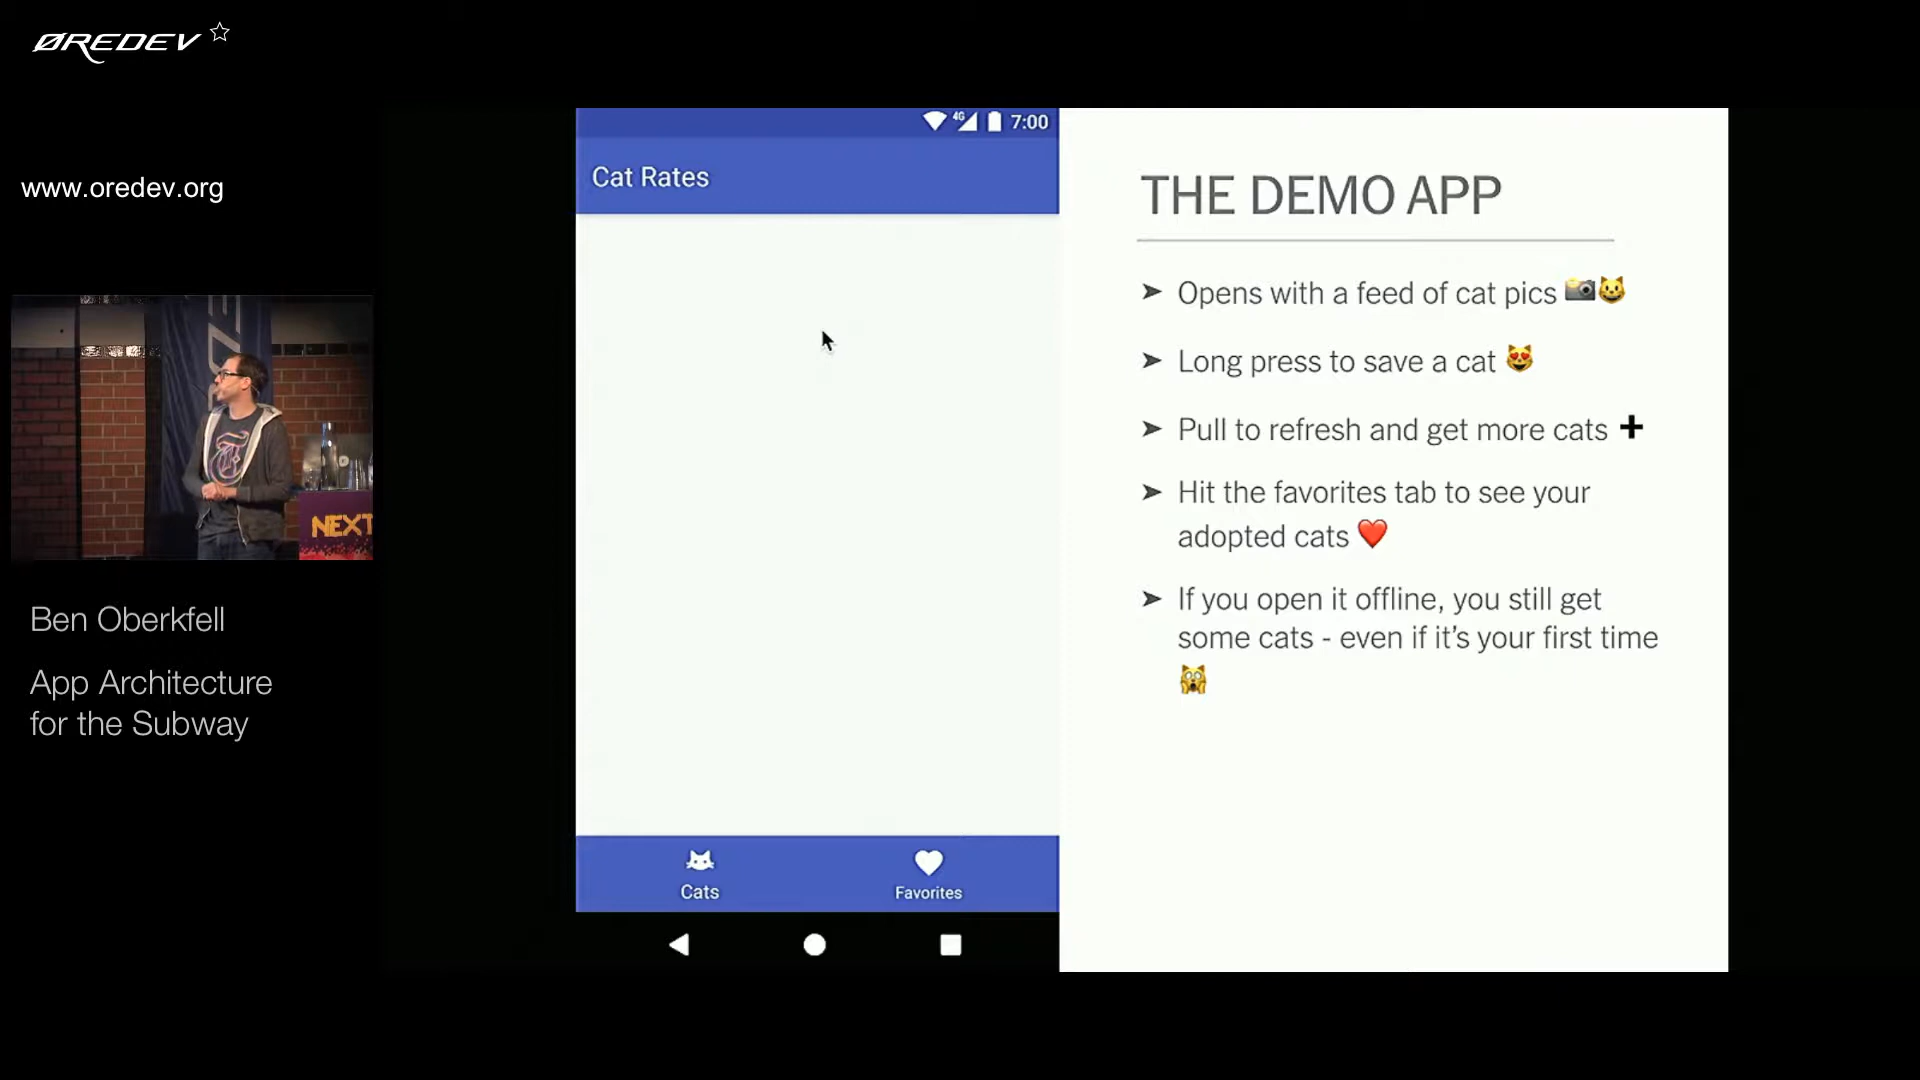 ØREDEV
www.oredev.org
NEXT
Ben Oberkfell
App Architecture
for the Subway
4G 7:00
Cat Rates
Cats
Favorites
THE DEMO APP
➤ Opens with a feed of cat pics 📷😺
➤ Long press to save a cat 😻
➤ Pull to refresh and get more cats ➕
➤ Hit the favorites tab to see your
adopted cats ❤️
➤ If you open it offline, you still get
some cats - even if it's your first time
🙀